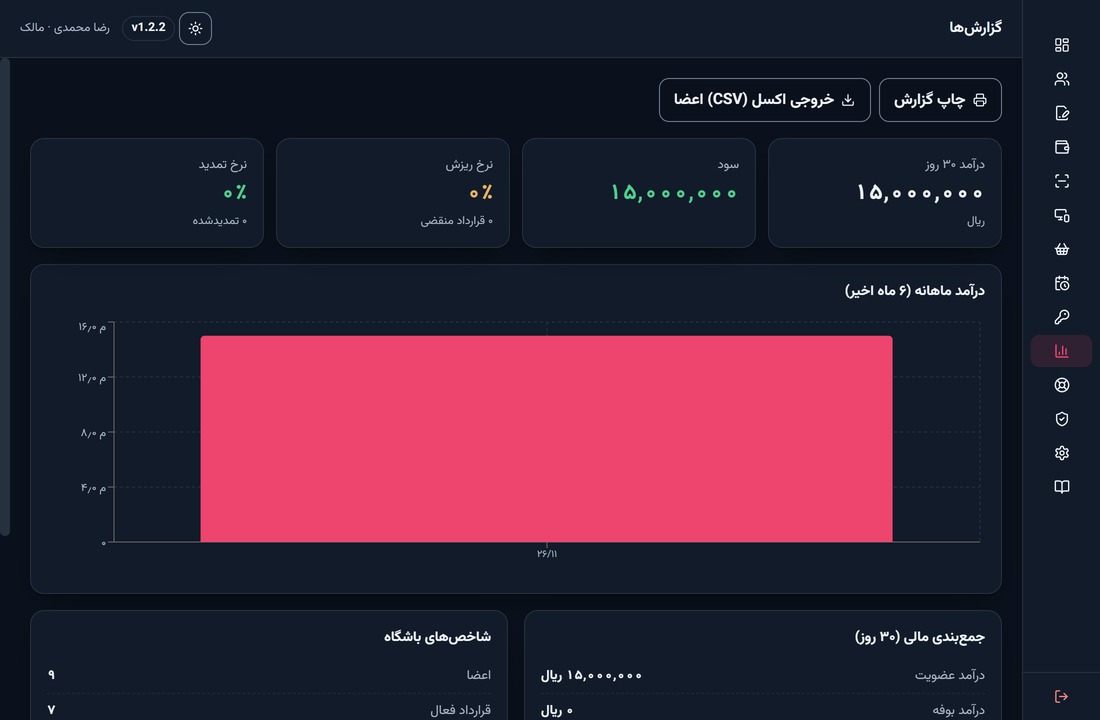 گزارش‌ها
v1.2.2
رضا محمدی · مالک
چاپ گزارش
خروجی اکسل (CSV) اعضا
درآمد ۳۰ روز
۱۵,۰۰۰,۰۰۰
ریال
سود
۱۵,۰۰۰,۰۰۰
نرخ ریزش
۰٪
۰ قرارداد منقضی
نرخ تمدید
۰٪
۰ تمدیدشده
درآمد ماهانه (۶ ماه اخیر)
۱۶٫۰ م
۱۲٫۰ م
۸٫۰ م
۴٫۰ م
۰
۲۶/۱۱
جمع‌بندی مالی (۳۰ روز)
درآمد عضویت
۱۵,۰۰۰,۰۰۰ ریال
درآمد بوفه
۰ ریال
شاخص‌های باشگاه
اعضا
۹
قرارداد فعال
۷